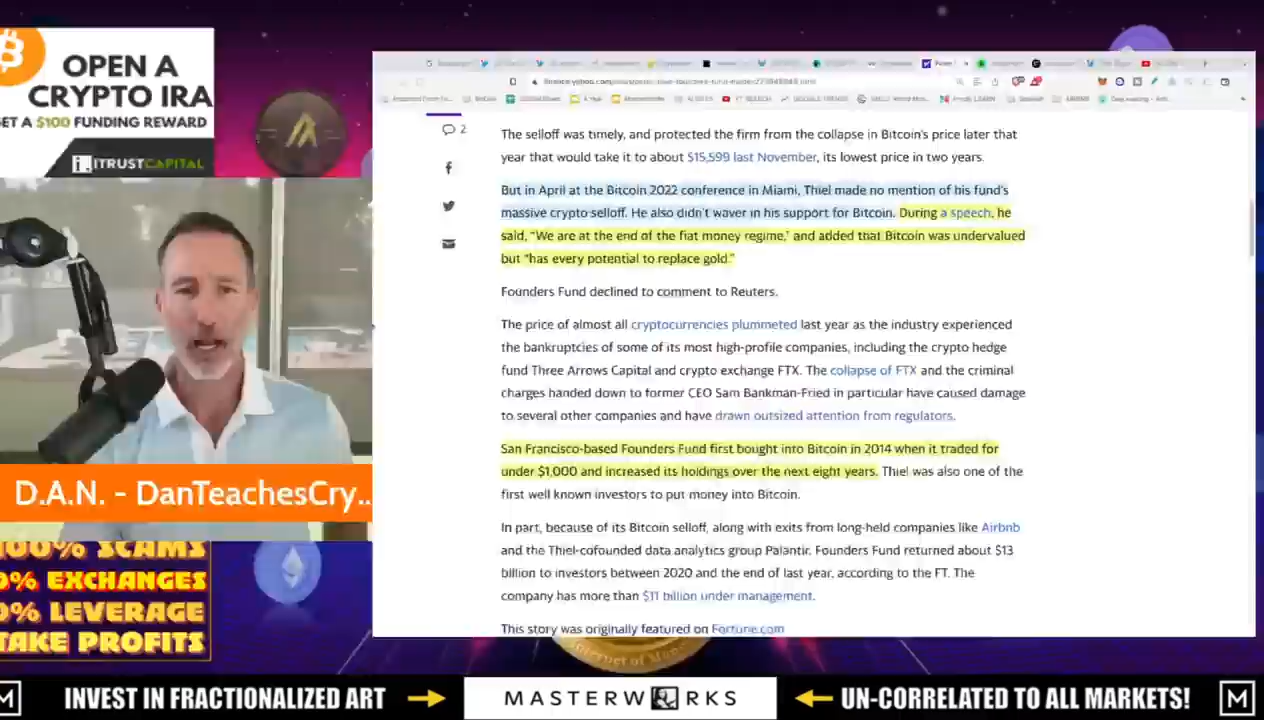 OPEN A
CRYPTO IRA
GET A $100 FUNDING REWARD
ITRUSTCAPITAL
D.A.N. - DanTeachesCry..
100% SCAMS
0% EXCHANGES
0% LEVERAGE
TAKE PROFITS
2
The selloff was timely, and protected the firm from the collapse in Bitcoin's price later that
year that would take it to about $15,599 last November, its lowest price in two years.
But in April at the Bitcoin 2022 conference in Miami, Thiel made no mention of his fund's
massive crypto selloff. He also didn't waver in his support for Bitcoin. During a speech, he
said, "We are at the end of the fiat money regime," and added that Bitcoin was undervalued
but "has every potential to replace gold."
Founders Fund declined to comment to Reuters.
The price of almost all cryptocurrencies plummeted last year as the industry experienced
the bankruptcies of some of its most high-profile companies, including the crypto hedge
fund Three Arrows Capital and crypto exchange FTX. The collapse of FTX and the criminal
charges handed down to former CEO Sam Bankman-Fried in particular have caused damage
to several other companies and have drawn outsized attention from regulators.
San Francisco-based Founders Fund first bought into Bitcoin in 2014 when it traded for
under $1,000 and increased its holdings over the next eight years. Thiel was also one of the
first well known investors to put money into Bitcoin.
In part, because of its Bitcoin selloff, along with exits from long-held companies like Airbnb
and the Thiel-cofounded data analytics group Palantir. Founders Fund returned about $13
billion to investors between 2020 and the end of last year, according to the FT. The
company has more than $11 billion under management.
This story was originally featured on Fortune.com
M INVEST IN FRACTIONALIZED ART MASTERWORKS UN-CORRELATED TO ALL MARKETS! M